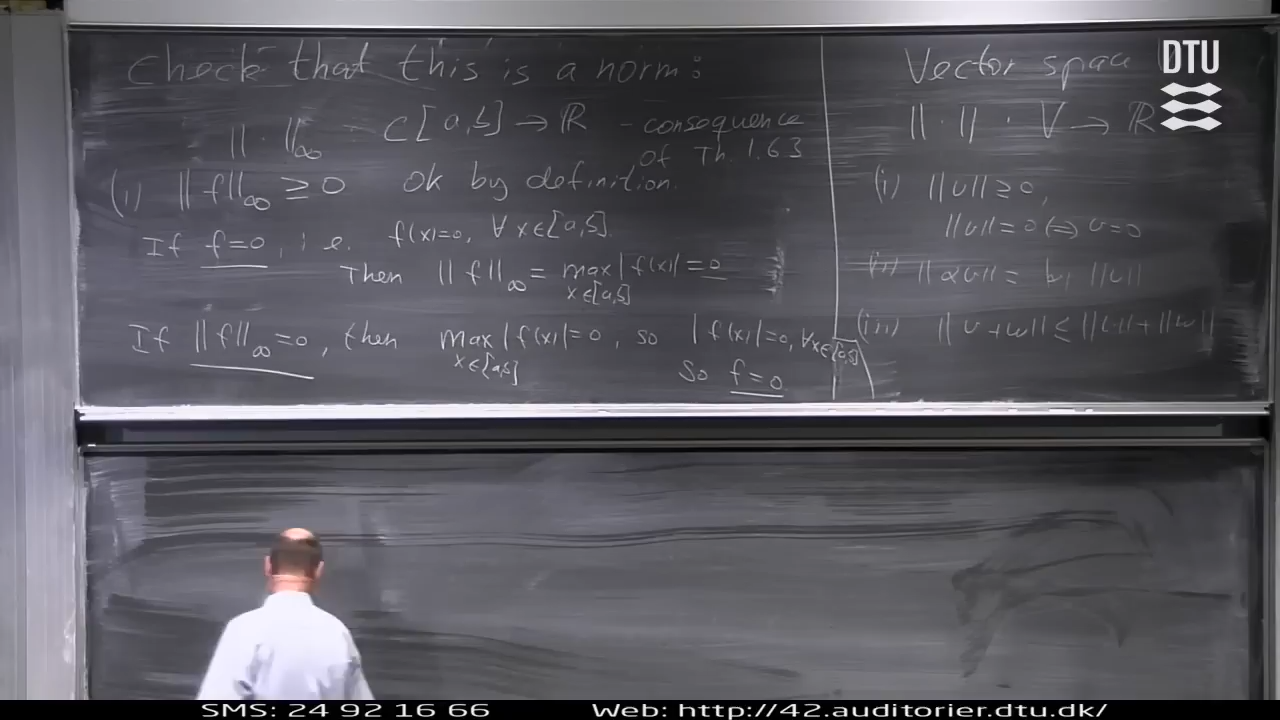 Check that this is a norm:
‖·‖∞ : C[a,b] → ℝ - consequence
of Th. 1.6.3
(i) ‖f‖∞ ≥ 0 Ok by definition.
If f=0, i.e. f(x)=0, ∀ x∈[a,b].
Then ‖f‖∞ = max |f(x)| = 0
x∈[a,b]
If ‖f‖∞=0, then max |f(x)|=0, so |f(x)|=0, ∀x∈[a,b]
x∈[a,b]
So f=0
Vector space
‖·‖ : V → ℝ
(i) ‖v‖≥0,
‖v‖=0 ⇔ v=0
(ii) ‖αv‖ = |α| ‖v‖
(iii) ‖v+w‖ ≤ ‖v‖+‖w‖
DTU
SMS: 24 92 16 66 Web: http://42.auditorier.dtu.dk/